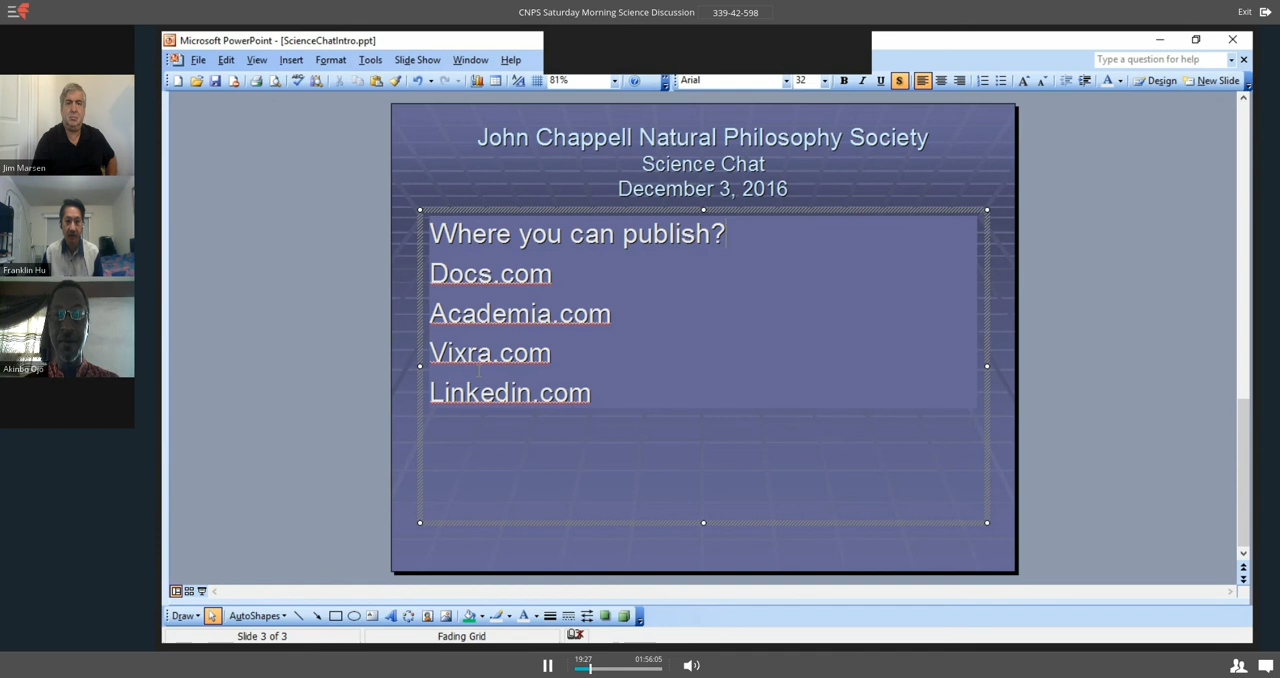 CNPS Saturday Morning Science Discussion 339-42-598 Exit
Microsoft PowerPoint - [ScienceChatIntro.ppt]
File Edit View Insert Format Tools Slide Show Window Help Type a question for help
81% Arial 32 B I U S Design New Slide
Jim Marsen
Franklin Hu
Akinbo Ojo
John Chappell Natural Philosophy Society
Science Chat
December 3, 2016
Where you can publish?
Docs.com
Academia.com
Vixra.com
Linkedin.com
Draw AutoShapes
Slide 3 of 3 Fading Grid
19:27 01:56:05